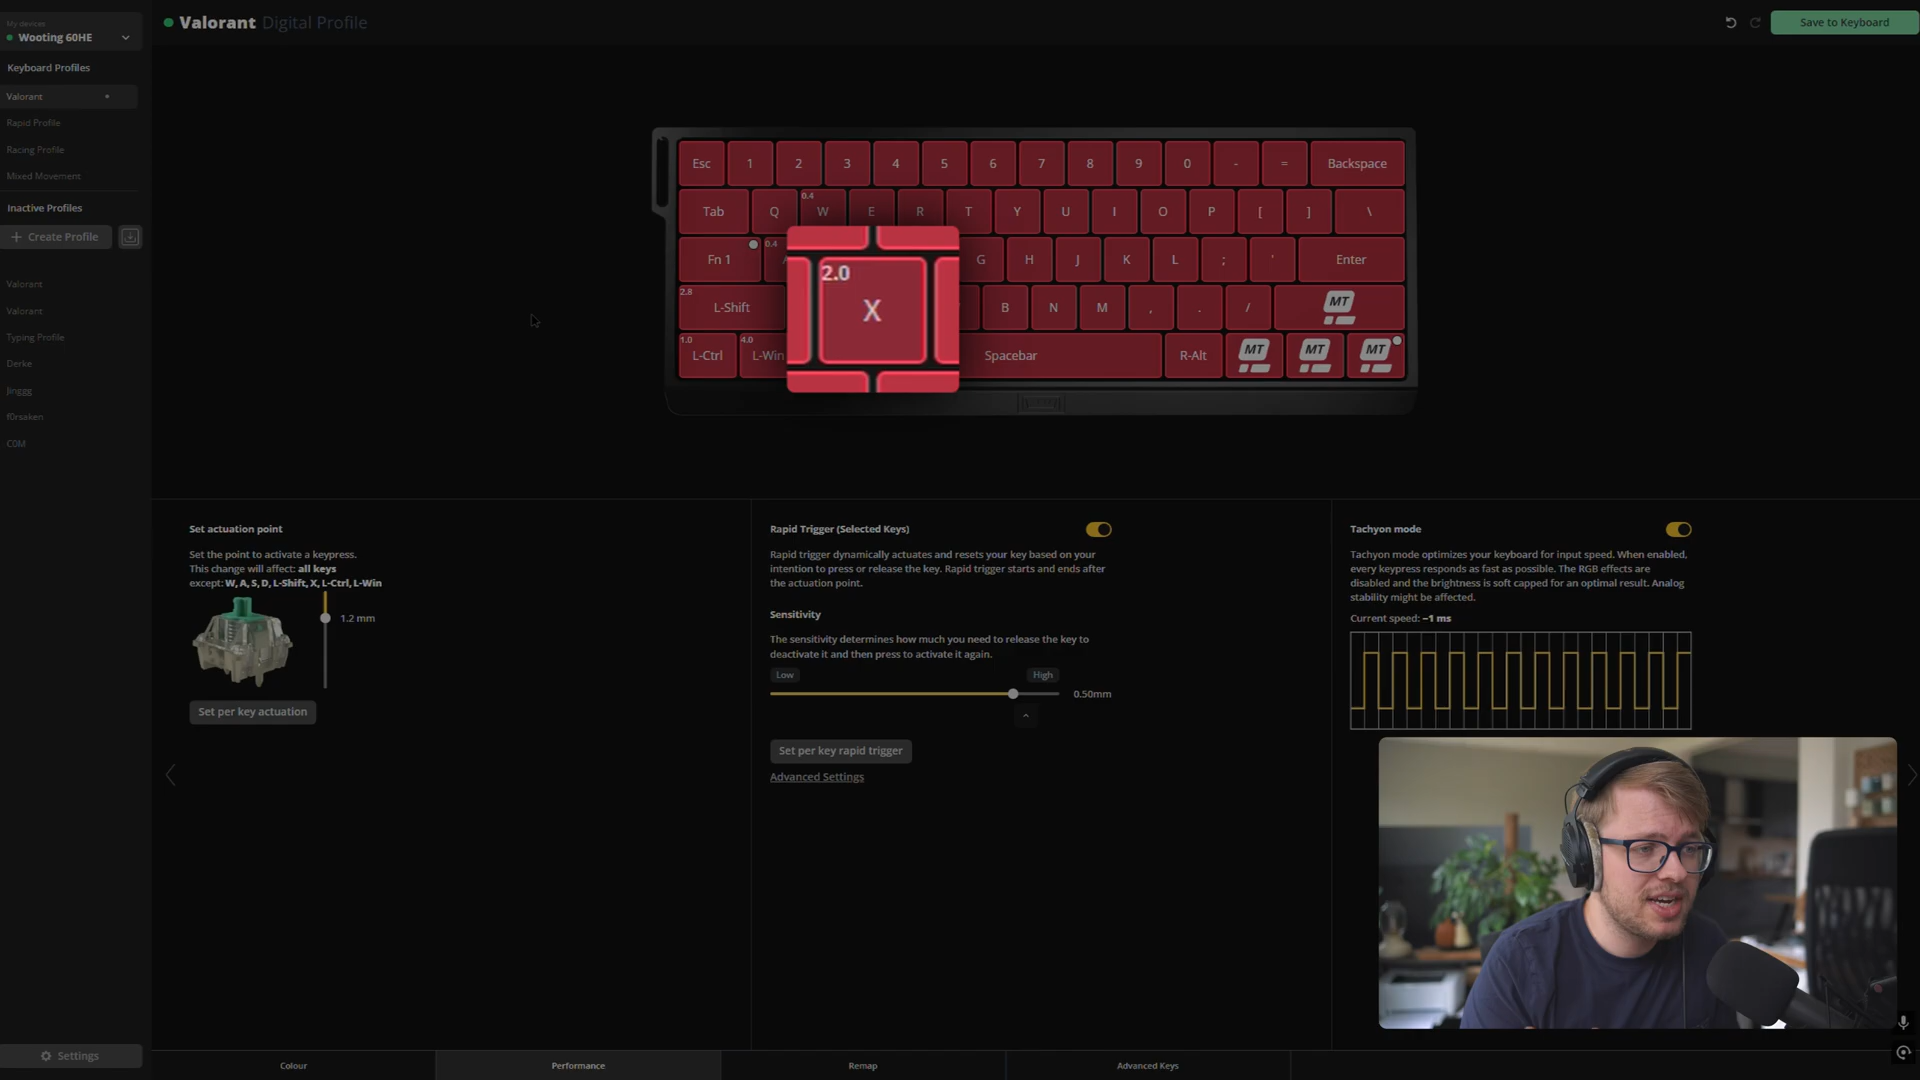 My devices
Wooting 60HE
Keyboard Profiles
Valorant
Rapid Profile
Racing Profile
Mixed Movement
Inactive Profiles
Create Profile
Valorant
Valorant
Typing Profile
Derke
Jinggg
f0rsaken
C0M
Settings
Valorant Digital Profile
Save to Keyboard
Esc 1 2 3 4 5 6 7 8 9 0 - = Backspace
Tab Q 0.4 W E R T Y U I O P [ ] \
Fn 1 0.4 G H J K L ; ' Enter
2.8 L-Shift B N M , . / MT
1.0 L-Ctrl 4.0 L-Win Spacebar R-Alt MT MT MT
2.0
X
Set actuation point
Set the point to activate a keypress.
This change will affect: all keys
except: W, A, S, D, L-Shift, X, L-Ctrl, L-Win
1.2 mm
Set per key actuation
Rapid Trigger (Selected Keys)
Rapid trigger dynamically actuates and resets your key based on your
intention to press or release the key. Rapid trigger starts and ends after
the actuation point.
Sensitivity
The sensitivity determines how much you need to release the key to
deactivate it and then press to activate it again.
Low High
0.50mm
Set per key rapid trigger
Advanced Settings
Tachyon mode
Tachyon mode optimizes your keyboard for input speed. When enabled,
every keypress responds as fast as possible. The RGB effects are
disabled and the brightness is soft capped for an optimal result. Analog
stability might be affected.
Current speed: ~1 ms
Colour Performance Remap Advanced Keys